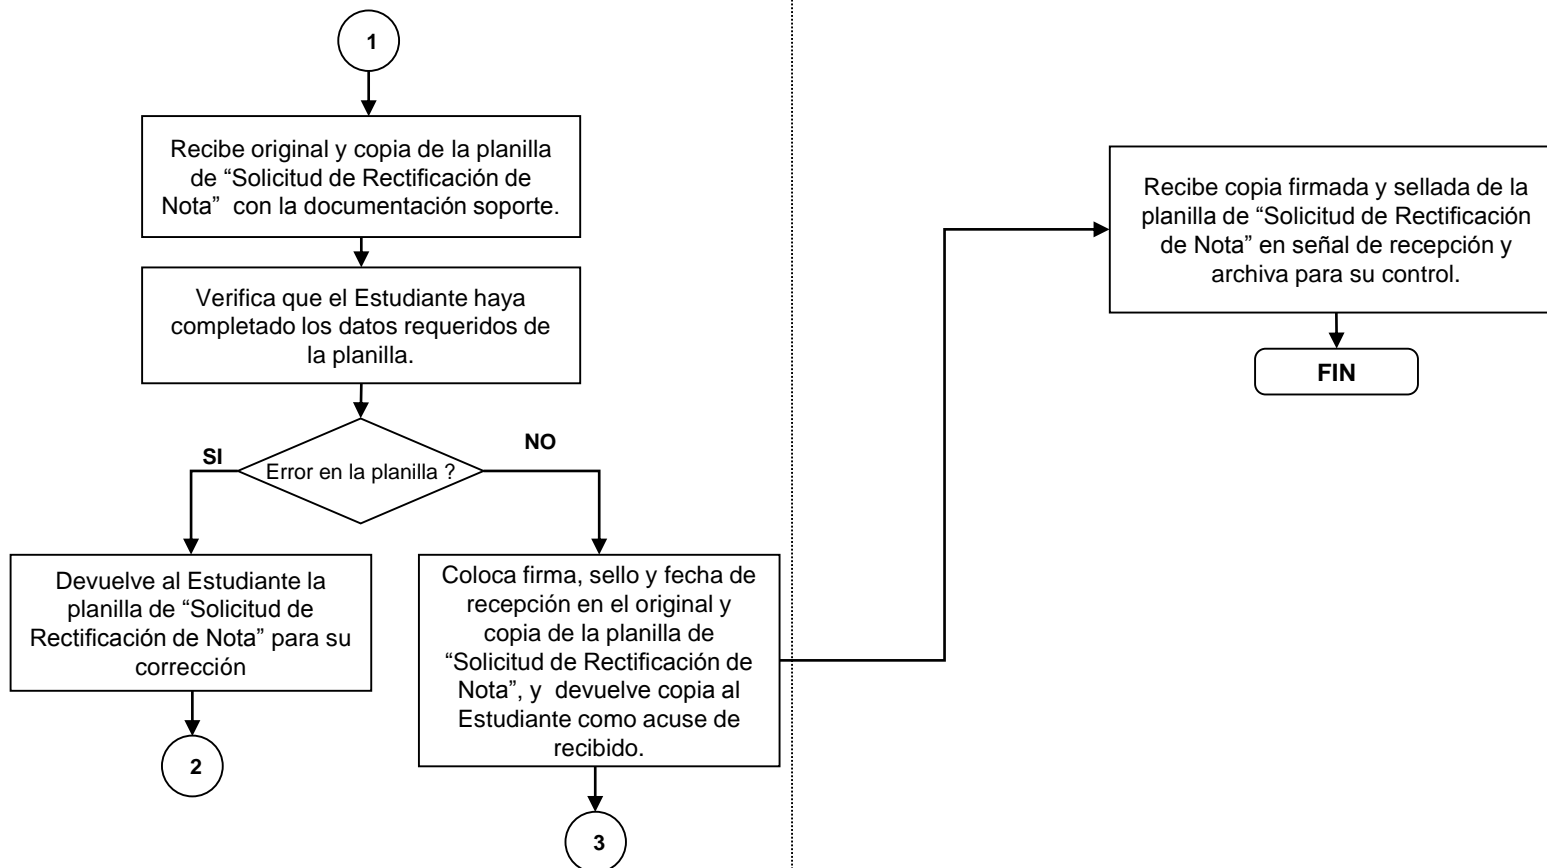 1
Recibe original y copia de la planilla
de “Solicitud de Rectificación de
Nota”  con la documentación soporte.
Verifica que el Estudiante haya
completado los datos requeridos de
la planilla.
Error en la planilla ?
SI
NO
Devuelve al Estudiante la
planilla de “Solicitud de
Rectificación de Nota” para su
corrección
2
Coloca firma, sello y fecha de
recepción en el original y
copia de la planilla de
“Solicitud de Rectificación de
Nota”, y  devuelve copia al
Estudiante como acuse de
recibido.
3
Recibe copia firmada y sellada de la
planilla de “Solicitud de Rectificación
de Nota” en señal de recepción y
archiva para su control.
FIN